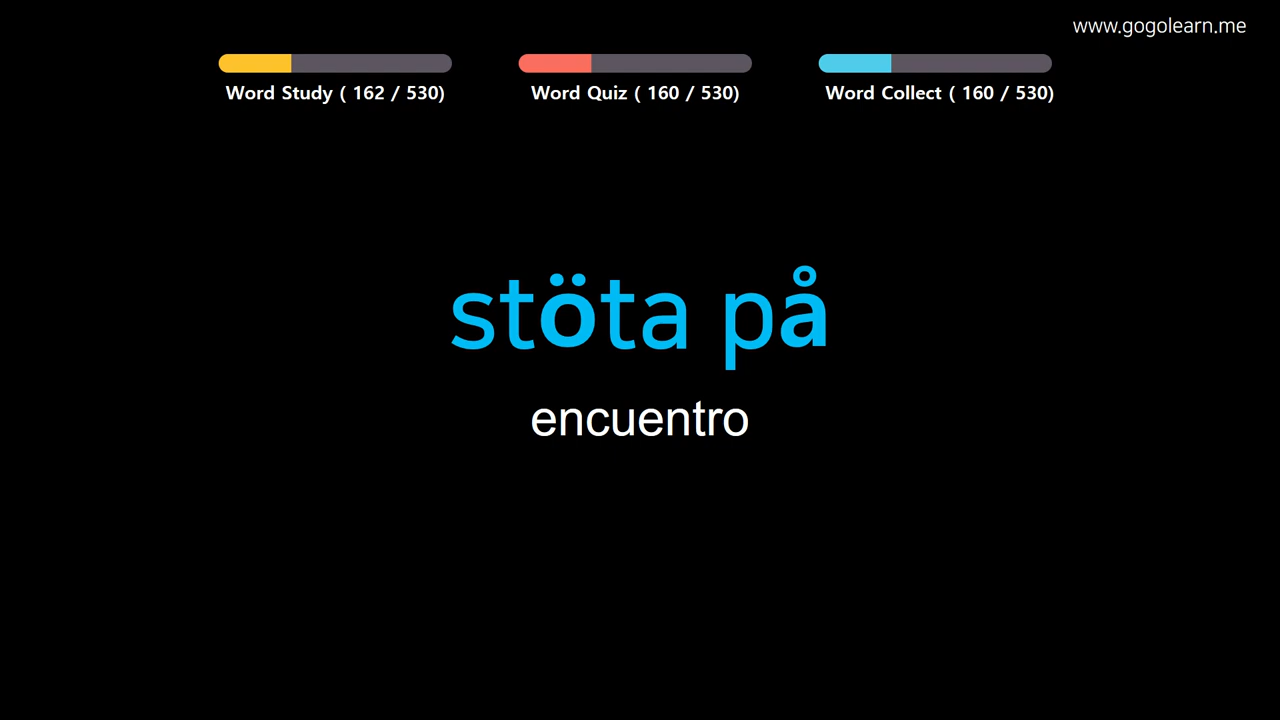 www.gogolearn.me
Word Study ( 162 / 530)
Word Quiz ( 160 / 530)
Word Collect ( 160 / 530)
stöta på
encuentro